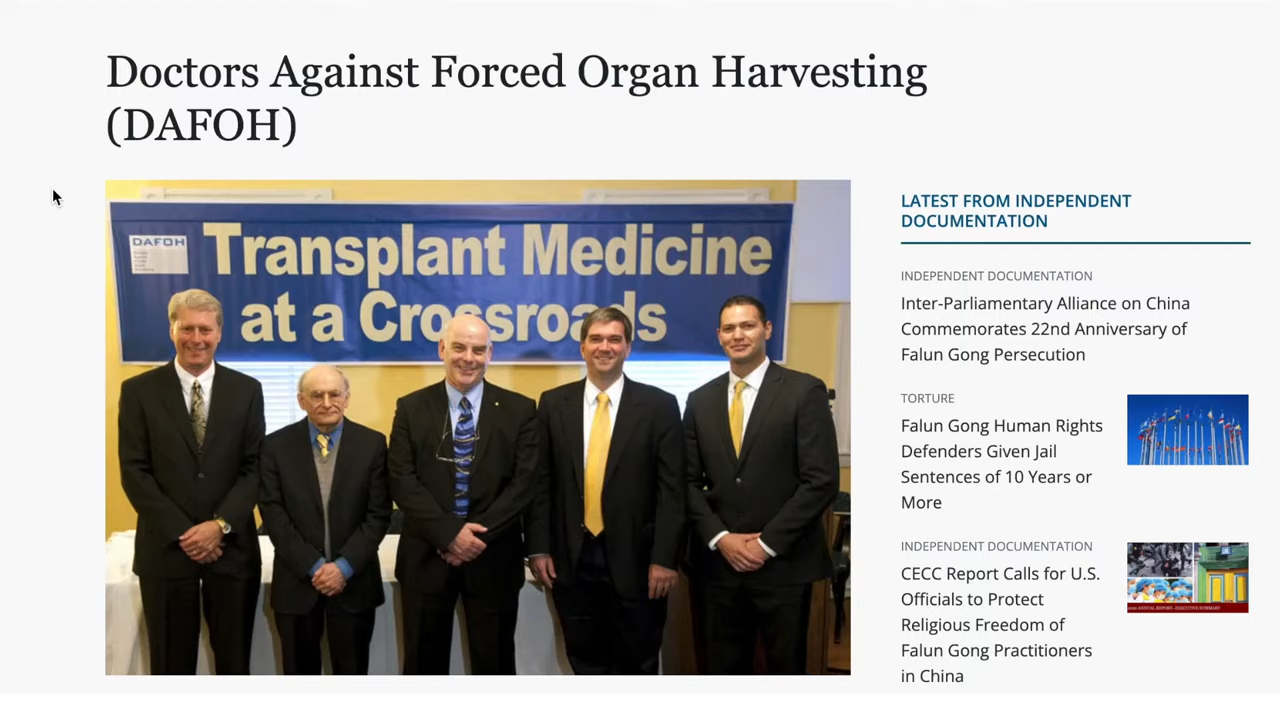 Doctors Against Forced Organ Harvesting
(DAFOH)
DAFOH
Transplant Medicine
at a Crossroads
LATEST FROM INDEPENDENT
DOCUMENTATION
INDEPENDENT DOCUMENTATION
Inter-Parliamentary Alliance on China
Commemorates 22nd Anniversary of
Falun Gong Persecution
TORTURE
Falun Gong Human Rights
Defenders Given Jail
Sentences of 10 Years or
More
INDEPENDENT DOCUMENTATION
CECC Report Calls for U.S.
Officials to Protect
Religious Freedom of
Falun Gong Practitioners
in China